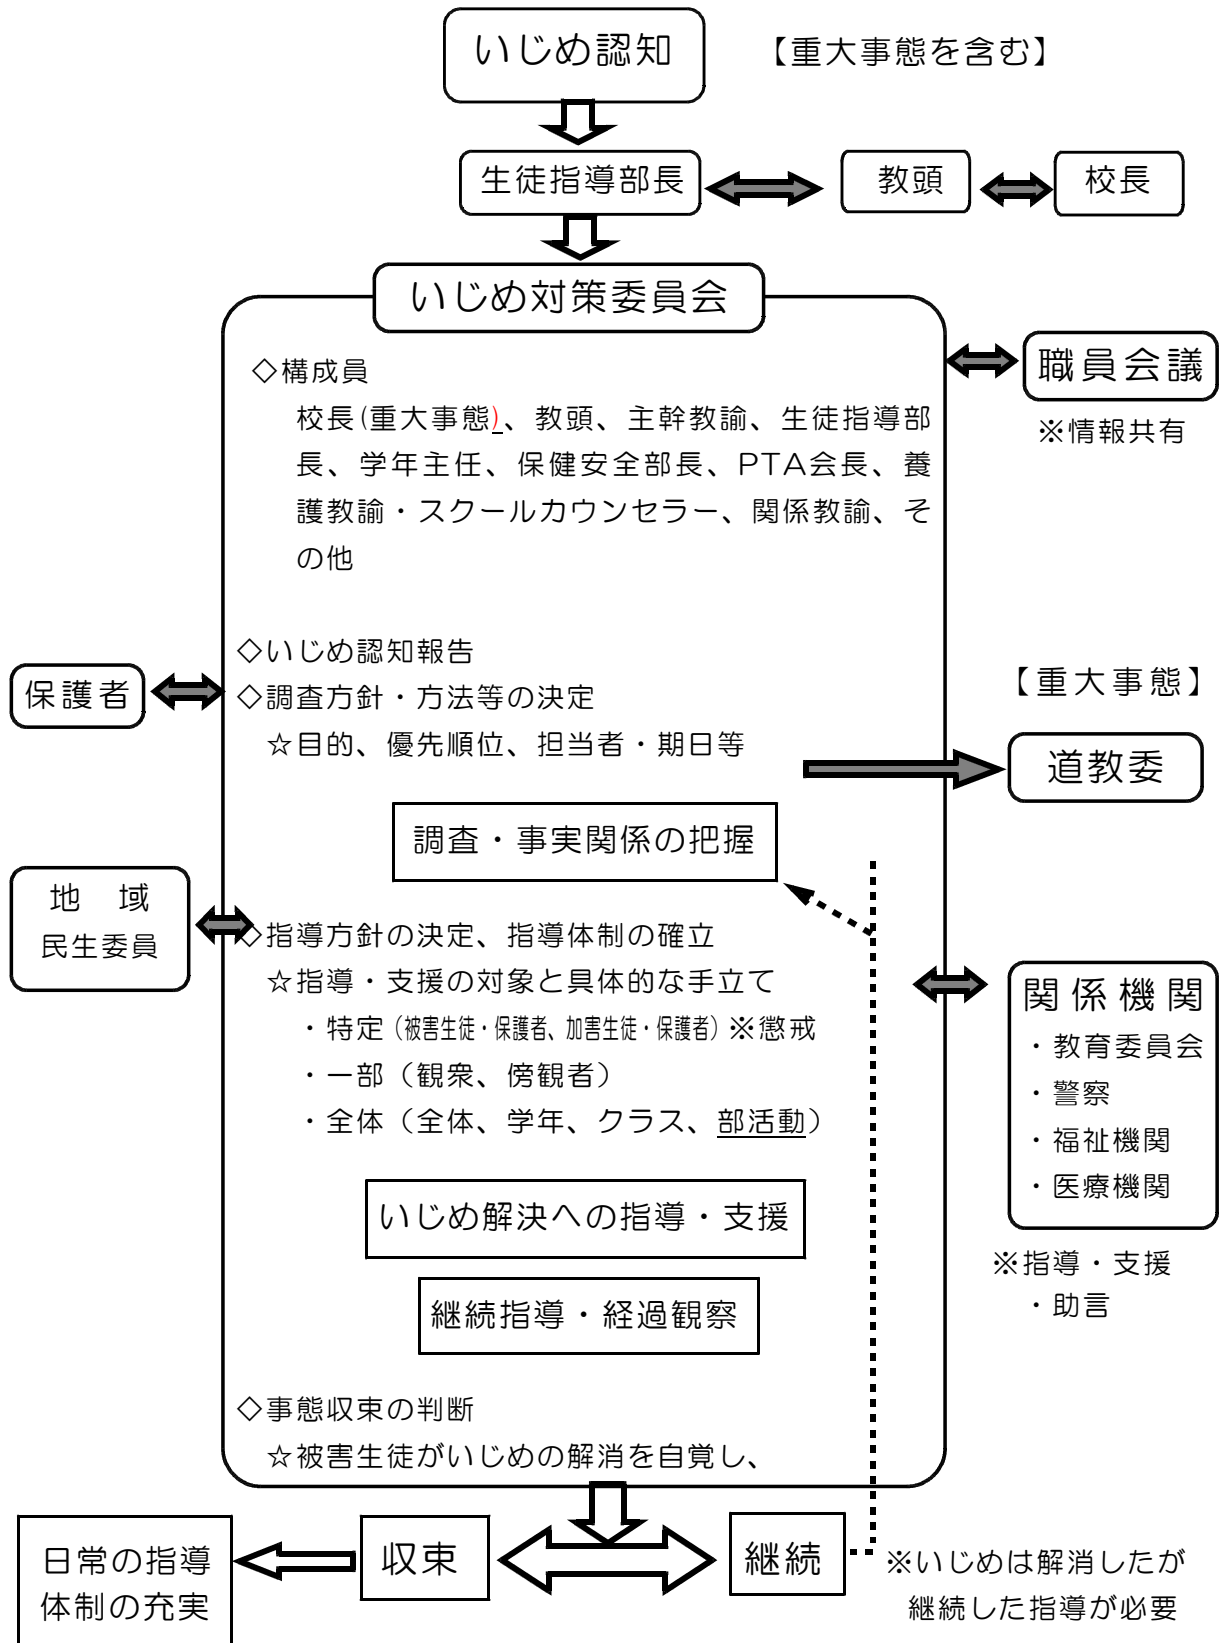 いじめ認知
【重大事態を含む】
生徒指導部長
教頭
校長
いじめ対策委員会
◇構成員
校長(重大事態)、教頭、主幹教諭、生徒指導部
長、学年主任、保健安全部長、PTA会長、養
護教諭・スクールカウンセラー、関係教諭、そ
の他
職員会議
※情報共有
◇いじめ認知報告
◇調査方針・方法等の決定
☆目的、優先順位、担当者・期日等
保護者
【重大事態】
道教委
調査・事実関係の把握
地　域
民生委員
◇指導方針の決定、指導体制の確立
☆指導・支援の対象と具体的な手立て
・特定（被害生徒・保護者、加害生徒・保護者）※懲戒
・一部（観衆、傍観者）
・全体（全体、学年、クラス、部活動）
関係機関
・教育委員会
・警察
・福祉機関
・医療機関
※指導・支援
・助言
いじめ解決への指導・支援
継続指導・経過観察
◇事態収束の判断
☆被害生徒がいじめの解消を自覚し、
日常の指導
体制の充実
収束
継続
※いじめは解消したが
継続した指導が必要